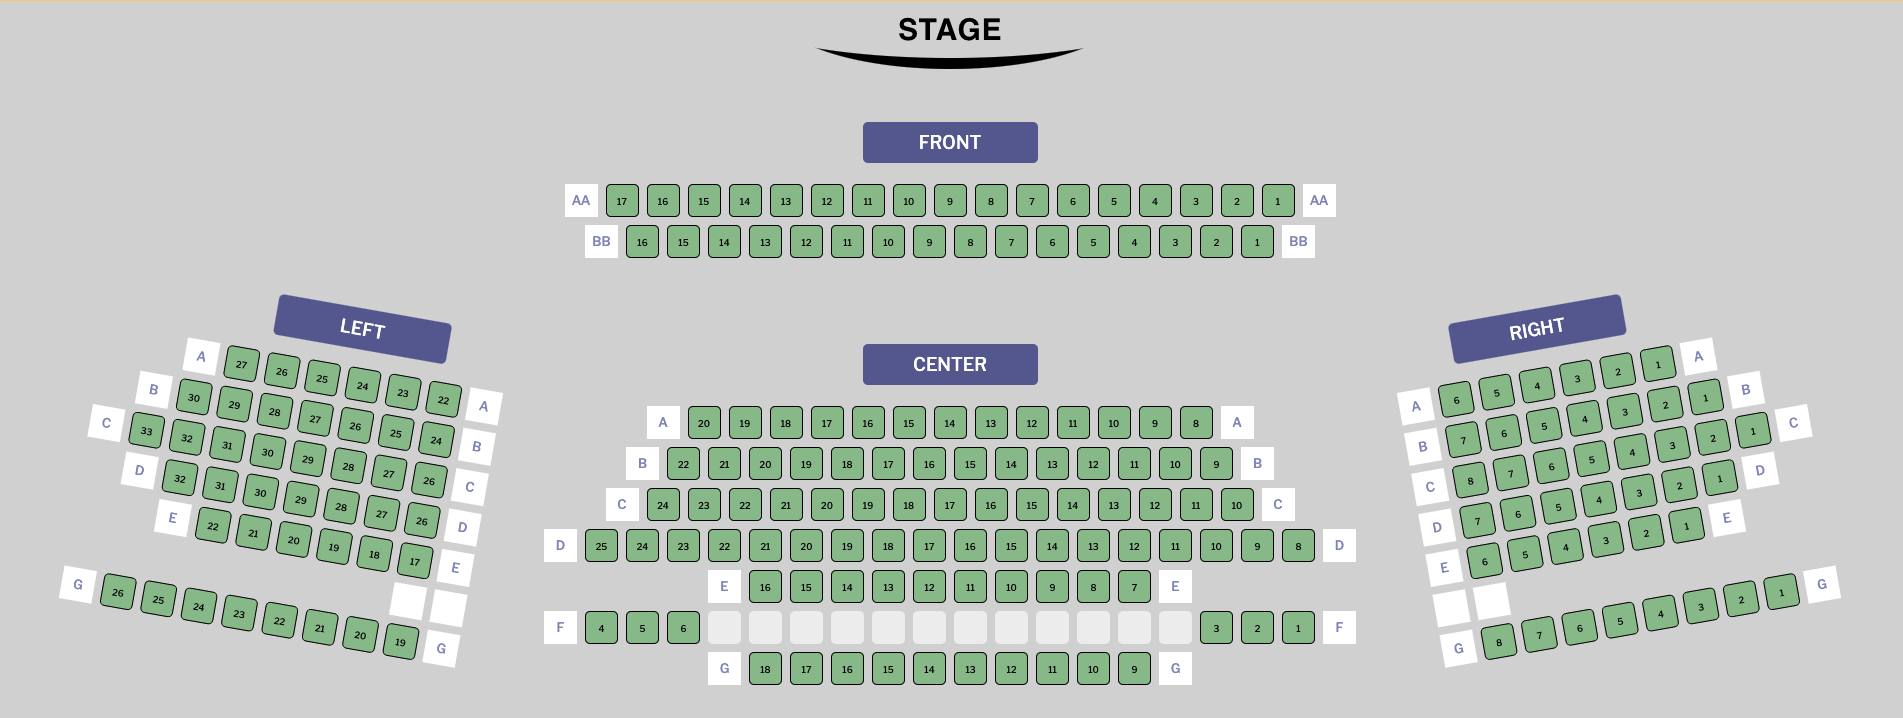 STAGE
FRONT
AA 17 16 15 14 13 12 11 10 9 8 7 6 5 4 3 2 1 AA
BB 16 15 14 13 12 11 10 9 8 7 6 5 4 3 2 1 BB
LEFT
A 27 26 25 24 23 22 A
B 30 29 28 27 26 25 24 B
C 33 32 31 30 29 28 27 26 C
D 32 31 30 29 28 27 26 D
E 22 21 20 19 18 17 E
G 26 25 24 23 22 21 20 19 G
CENTER
A 20 19 18 17 16 15 14 13 12 11 10 9 8 A
B 22 21 20 19 18 17 16 15 14 13 12 11 10 9 B
C 24 23 22 21 20 19 18 17 16 15 14 13 12 11 10 C
D 25 24 23 22 21 20 19 18 17 16 15 14 13 12 11 10 9 8 D
E 16 15 14 13 12 11 10 9 8 7 E
F 4 5 6 3 2 1 F
G 18 17 16 15 14 13 12 11 10 9 G
RIGHT
A 6 5 4 3 2 1 A
B 7 6 5 4 3 2 1 B
C 8 7 6 5 4 3 2 1 C
D 7 6 5 4 3 2 1 D
E 6 5 4 3 2 1 E
G 8 7 6 5 4 3 2 1 G